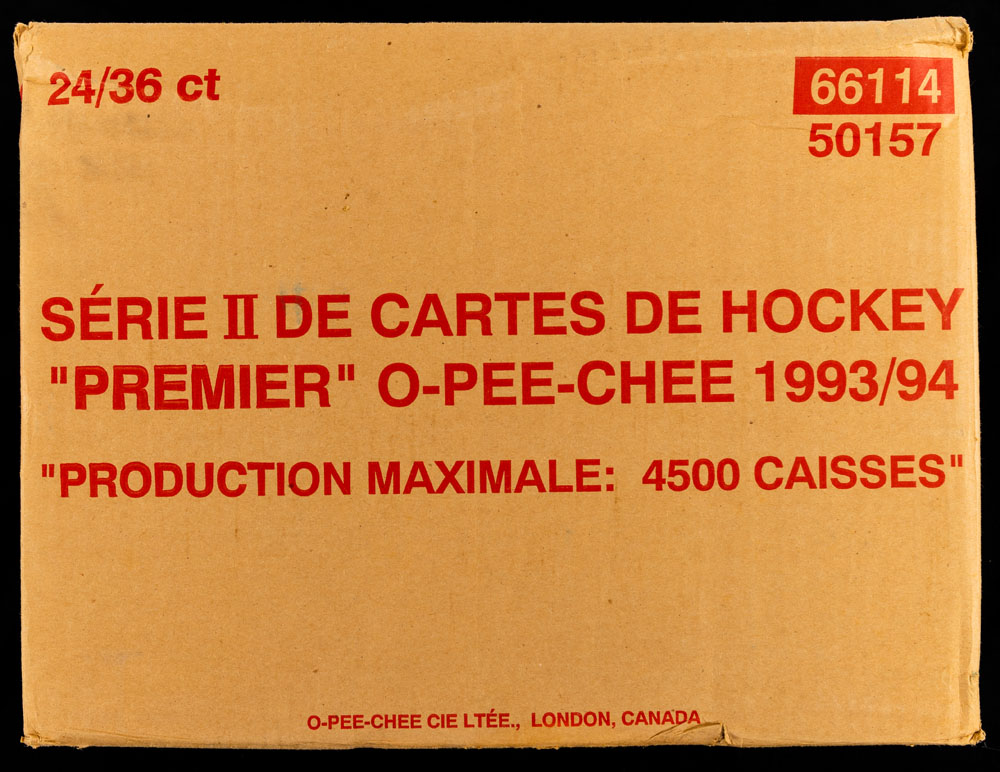 24/36 ct
66114
50157
SÉRIE II DE CARTES DE HOCKEY
"PREMIER" O-PEE-CHEE 1993/94
"PRODUCTION MAXIMALE: 4500 CAISSES"
O-PEE-CHEE CIE LTÉE., LONDON, CANADA